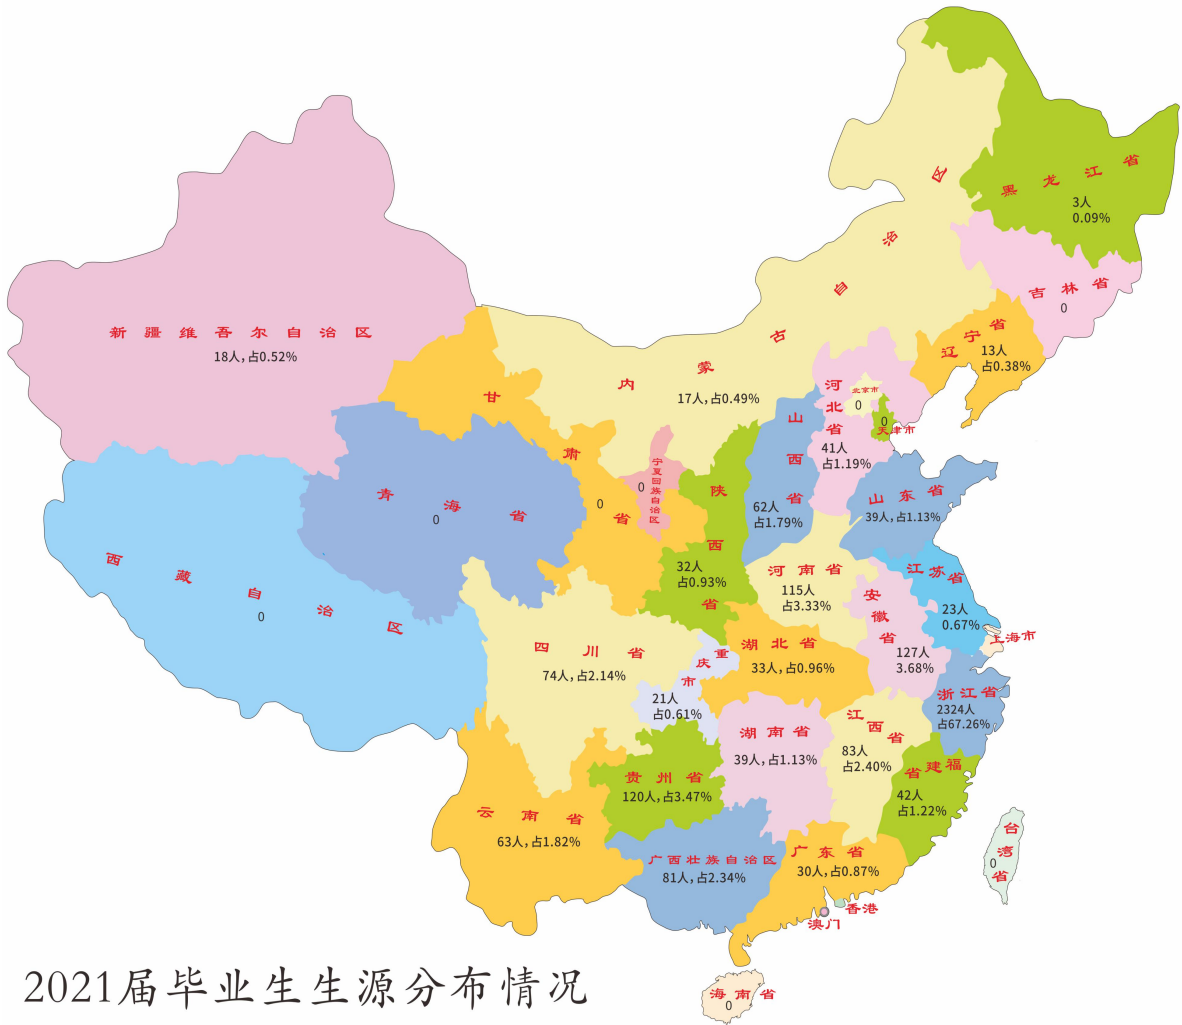 黑龙江省
3人
0.09%
吉林省
0
辽宁省
13人
占0.38%
内蒙古自治区
17人,占0.49%
新疆维吾尔自治区
18人,占0.52%
甘肃省
0
青海省
0
宁夏回族自治区
0
西藏自治区
0
北京市
0
天津市
0
河北省
41人
占1.19%
山西省
62人
占1.79%
陕西省
32人
占0.93%
山东省
39人,占1.13%
河南省
115人
占3.33%
江苏省
23人
0.67%
安徽省
127人
3.68%
上海市
四川省
74人,占2.14%
重庆市
21人
占0.61%
湖北省
33人,占0.96%
浙江省
2324人
占67.26%
湖南省
39人,占1.13%
江西省
83人
占2.40%
福建省
42人
占1.22%
贵州省
120人,占3.47%
云南省
63人,占1.82%
广西壮族自治区
81人,占2.34%
广东省
30人,占0.87%
台湾省
0
香港
澳门
海南省
0
2021届毕业生生源分布情况